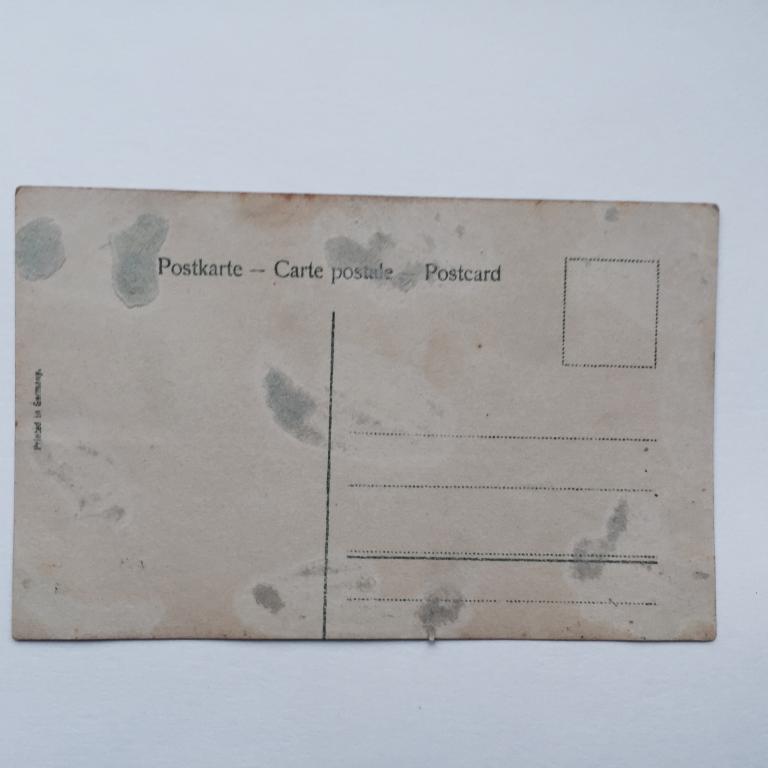 Postkarte — Carte postale — Postcard
Printed in Germany.